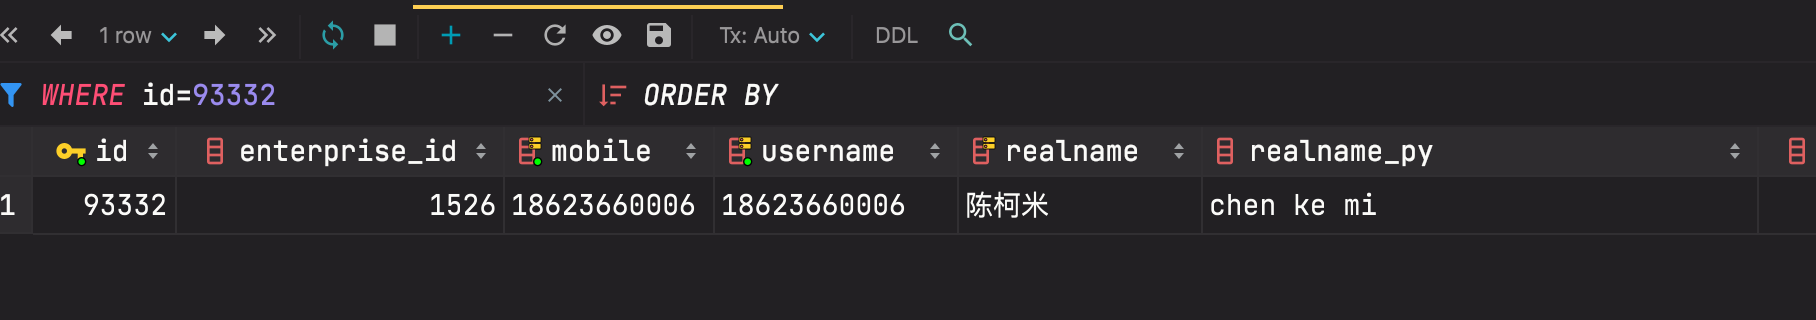 1 row Tx: Auto DDL
WHERE id=93332 ORDER BY
id enterprise_id mobile username realname realname_py
1 93332 1526 18623660006 18623660006 陈柯米 chen ke mi